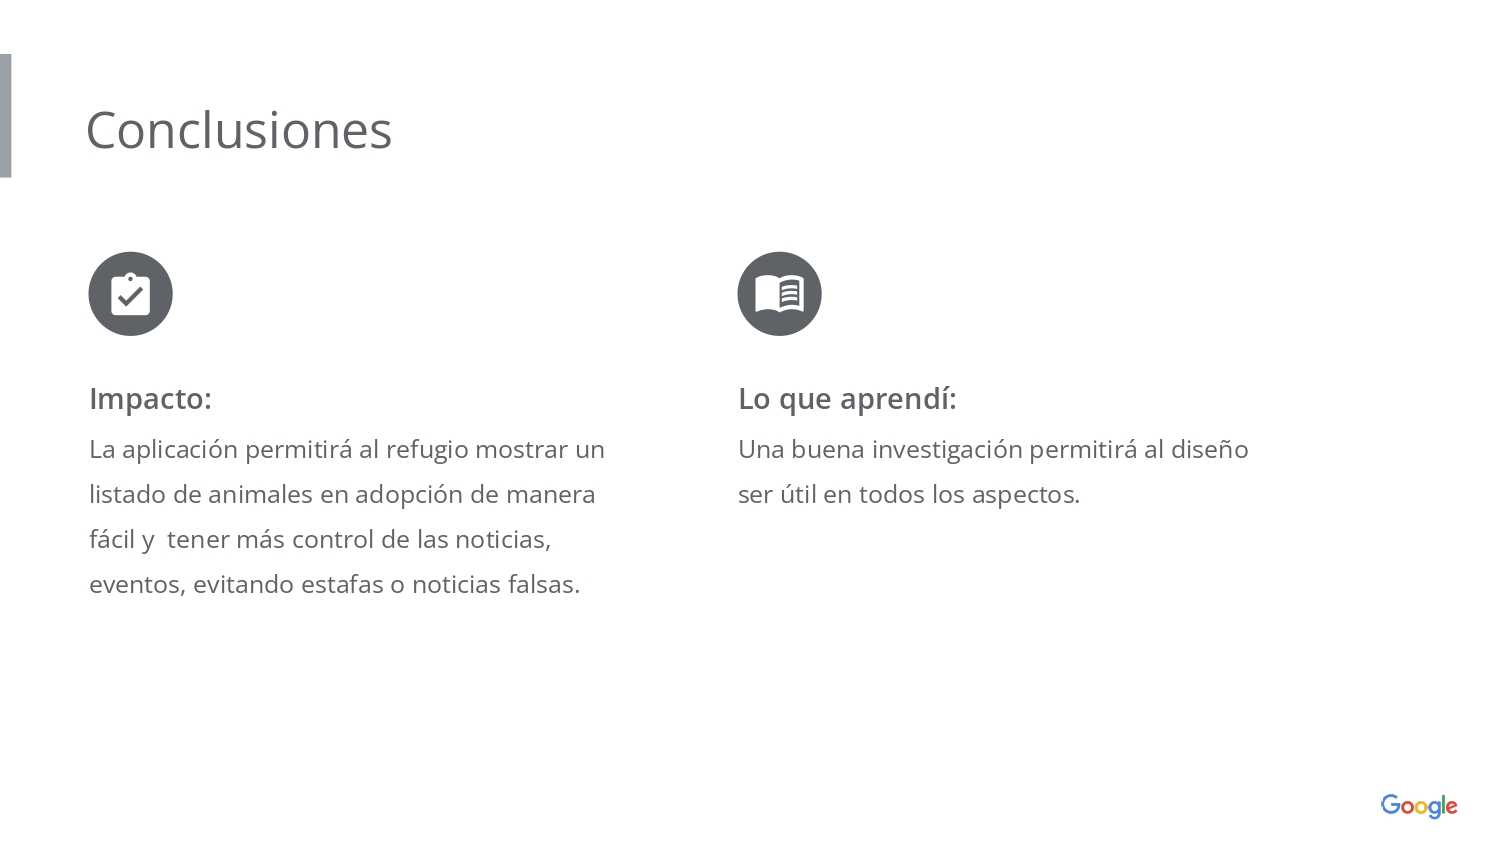 Conclusiones
Impacto:
La aplicación permitirá al refugio mostrar un
listado de animales en adopción de manera
fácil y  tener más control de las noticias,
eventos, evitando estafas o noticias falsas.
Lo que aprendí:
Una buena investigación permitirá al diseño
ser útil en todos los aspectos.
Google